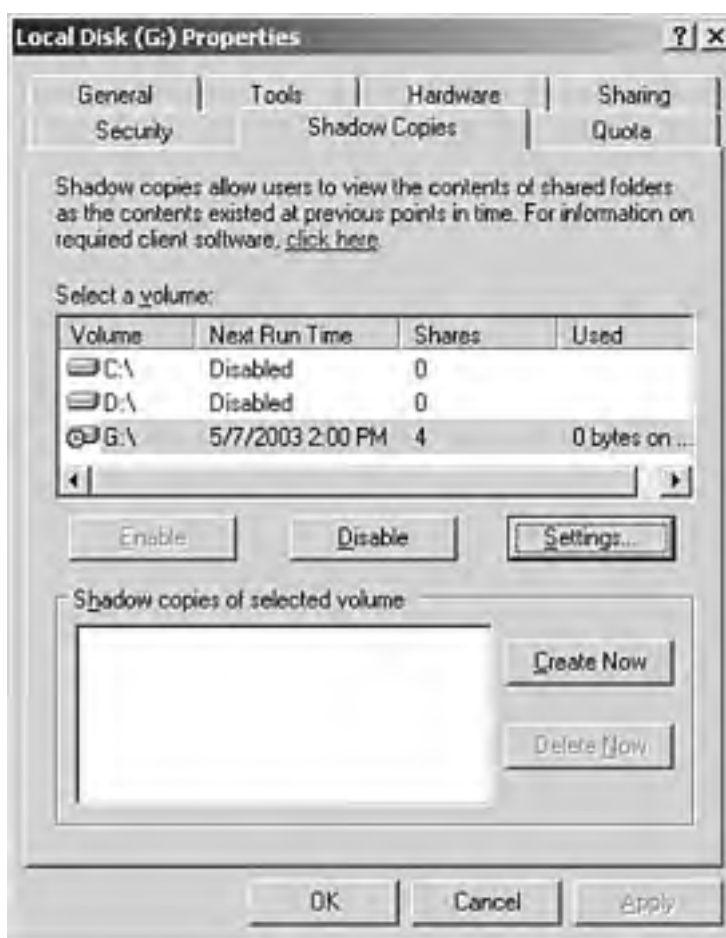 Local Disk (G:) Properties ? ×
General Tools Hardware Sharing
Security Shadow Copies Quota
Shadow copies allow users to view the contents of shared folders
as the contents existed at previous points in time. For information on
required client software, click here.
Select a volume:
Volume Next Run Time Shares Used
C:\ Disabled 0
D:\ Disabled 0
G:\ 5/7/2003 2:00 PM 4 0 bytes on ...
Enable Disable Settings...
Shadow copies of selected volume
Create Now
Delete Now
OK Cancel Apply